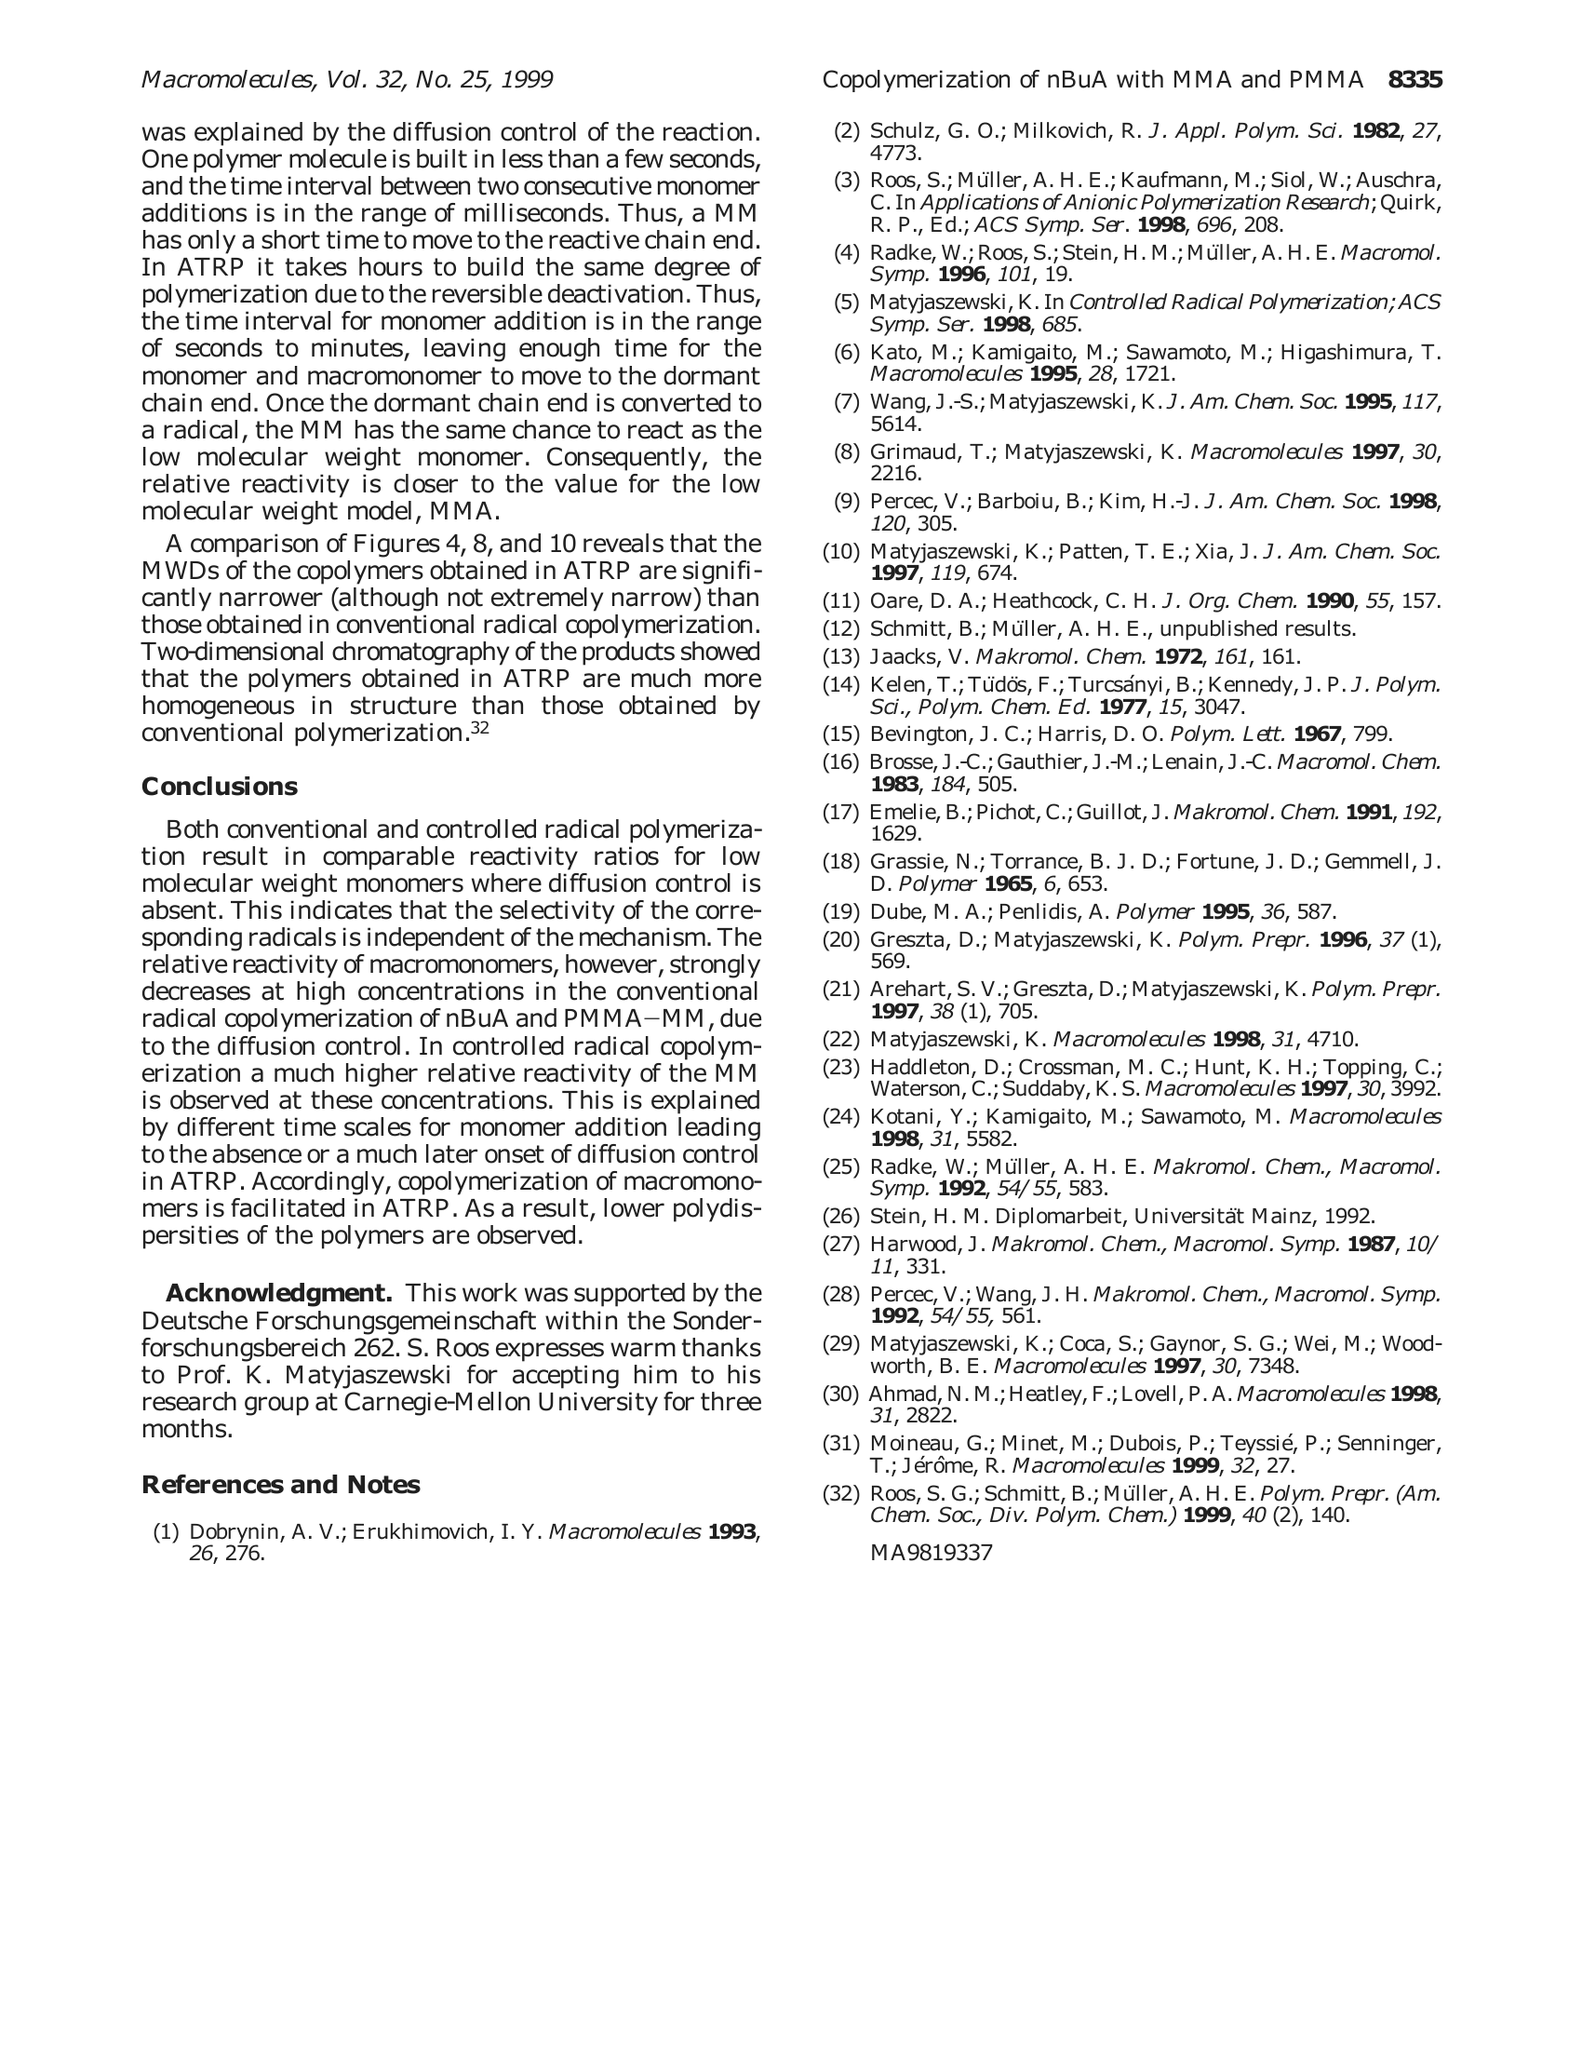 Macromolecules, Vol. 32, No. 25, 1999
Copolymerization of nBuA with MMA and PMMA 8335
was explained by the diffusion control of the reaction.
One polymer molecule is built in less than a few seconds,
and the time interval between two consecutive monomer
additions is in the range of milliseconds. Thus, a MM
has only a short time to move to the reactive chain end.
In ATRP it takes hours to build the same degree of
polymerization due to the reversible deactivation. Thus,
the time interval for monomer addition is in the range
of seconds to minutes, leaving enough time for the
monomer and macromonomer to move to the dormant
chain end. Once the dormant chain end is converted to
a radical, the MM has the same chance to react as the
low molecular weight monomer. Consequently, the
relative reactivity is closer to the value for the low
molecular weight model, MMA.
A comparison of Figures 4, 8, and 10 reveals that the
MWDs of the copolymers obtained in ATRP are signifi-
cantly narrower (although not extremely narrow) than
those obtained in conventional radical copolymerization.
Two-dimensional chromatography of the products showed
that the polymers obtained in ATRP are much more
homogeneous in structure than those obtained by
conventional polymerization.32
Conclusions
Both conventional and controlled radical polymeriza-
tion result in comparable reactivity ratios for low
molecular weight monomers where diffusion control is
absent. This indicates that the selectivity of the corre-
sponding radicals is independent of the mechanism. The
relative reactivity of macromonomers, however, strongly
decreases at high concentrations in the conventional
radical copolymerization of nBuA and PMMA−MM, due
to the diffusion control. In controlled radical copolym-
erization a much higher relative reactivity of the MM
is observed at these concentrations. This is explained
by different time scales for monomer addition leading
to the absence or a much later onset of diffusion control
in ATRP. Accordingly, copolymerization of macromono-
mers is facilitated in ATRP. As a result, lower polydis-
persities of the polymers are observed.
Acknowledgment. This work was supported by the
Deutsche Forschungsgemeinschaft within the Sonder-
forschungsbereich 262. S. Roos expresses warm thanks
to Prof. K. Matyjaszewski for accepting him to his
research group at Carnegie-Mellon University for three
months.
References and Notes
(1) Dobrynin, A. V.; Erukhimovich, I. Y. Macromolecules 1993,
26, 276.
(2) Schulz, G. O.; Milkovich, R. J. Appl. Polym. Sci. 1982, 27,
4773.
(3) Roos, S.; Müller, A. H. E.; Kaufmann, M.; Siol, W.; Auschra,
C. In Applications of Anionic Polymerization Research; Quirk,
R. P., Ed.; ACS Symp. Ser. 1998, 696, 208.
(4) Radke, W.; Roos, S.; Stein, H. M.; Müller, A. H. E. Macromol.
Symp. 1996, 101, 19.
(5) Matyjaszewski, K. In Controlled Radical Polymerization; ACS
Symp. Ser. 1998, 685.
(6) Kato, M.; Kamigaito, M.; Sawamoto, M.; Higashimura, T.
Macromolecules 1995, 28, 1721.
(7) Wang, J.-S.; Matyjaszewski, K. J. Am. Chem. Soc. 1995, 117,
5614.
(8) Grimaud, T.; Matyjaszewski, K. Macromolecules 1997, 30,
2216.
(9) Percec, V.; Barboiu, B.; Kim, H.-J. J. Am. Chem. Soc. 1998,
120, 305.
(10) Matyjaszewski, K.; Patten, T. E.; Xia, J. J. Am. Chem. Soc.
1997, 119, 674.
(11) Oare, D. A.; Heathcock, C. H. J. Org. Chem. 1990, 55, 157.
(12) Schmitt, B.; Müller, A. H. E., unpublished results.
(13) Jaacks, V. Makromol. Chem. 1972, 161, 161.
(14) Kelen, T.; Tüdös, F.; Turcsányi, B.; Kennedy, J. P. J. Polym.
Sci., Polym. Chem. Ed. 1977, 15, 3047.
(15) Bevington, J. C.; Harris, D. O. Polym. Lett. 1967, 799.
(16) Brosse, J.-C.; Gauthier, J.-M.; Lenain, J.-C. Macromol. Chem.
1983, 184, 505.
(17) Emelie, B.; Pichot, C.; Guillot, J. Makromol. Chem. 1991, 192,
1629.
(18) Grassie, N.; Torrance, B. J. D.; Fortune, J. D.; Gemmell, J.
D. Polymer 1965, 6, 653.
(19) Dube, M. A.; Penlidis, A. Polymer 1995, 36, 587.
(20) Greszta, D.; Matyjaszewski, K. Polym. Prepr. 1996, 37 (1),
569.
(21) Arehart, S. V.; Greszta, D.; Matyjaszewski, K. Polym. Prepr.
1997, 38 (1), 705.
(22) Matyjaszewski, K. Macromolecules 1998, 31, 4710.
(23) Haddleton, D.; Crossman, M. C.; Hunt, K. H.; Topping, C.;
Waterson, C.; Suddaby, K. S. Macromolecules 1997, 30, 3992.
(24) Kotani, Y.; Kamigaito, M.; Sawamoto, M. Macromolecules
1998, 31, 5582.
(25) Radke, W.; Müller, A. H. E. Makromol. Chem., Macromol.
Symp. 1992, 54/55, 583.
(26) Stein, H. M. Diplomarbeit, Universität Mainz, 1992.
(27) Harwood, J. Makromol. Chem., Macromol. Symp. 1987, 10/
11, 331.
(28) Percec, V.; Wang, J. H. Makromol. Chem., Macromol. Symp.
1992, 54/55, 561.
(29) Matyjaszewski, K.; Coca, S.; Gaynor, S. G.; Wei, M.; Wood-
worth, B. E. Macromolecules 1997, 30, 7348.
(30) Ahmad, N. M.; Heatley, F.; Lovell, P. A. Macromolecules 1998,
31, 2822.
(31) Moineau, G.; Minet, M.; Dubois, P.; Teyssié, P.; Senninger,
T.; Jérôme, R. Macromolecules 1999, 32, 27.
(32) Roos, S. G.; Schmitt, B.; Müller, A. H. E. Polym. Prepr. (Am.
Chem. Soc., Div. Polym. Chem.) 1999, 40 (2), 140.
MA9819337